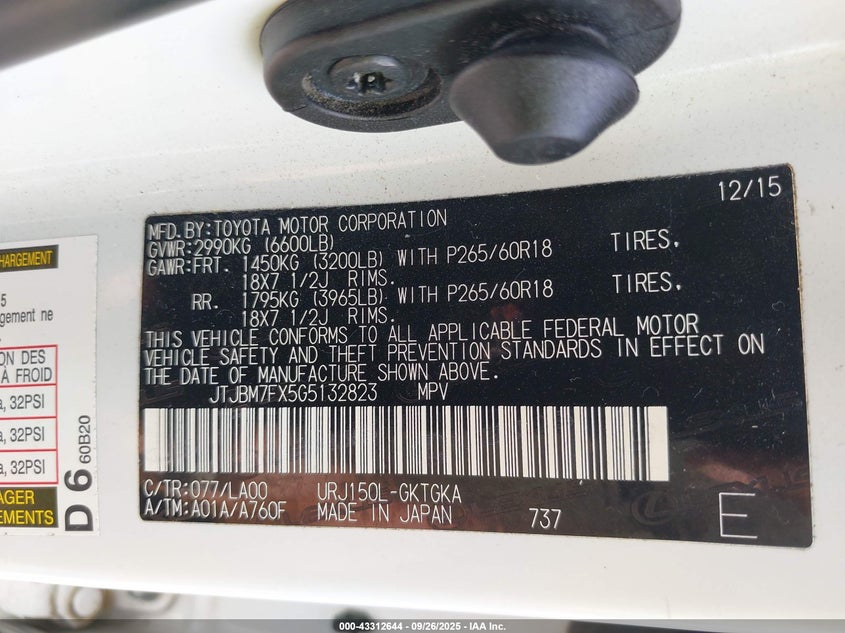 12/15
MFD. BY:TOYOTA MOTOR CORPORATION
GVWR:2990KG (6600LB)
GAWR:FRT. 1450KG (3200LB) WITH P265/60R18 TIRES,
18X7 1/2J RIMS.
RR. 1795KG (3965LB) WITH P265/60R18 TIRES,
18X7 1/2J RIMS.
THIS VEHICLE CONFORMS TO ALL APPLICABLE FEDERAL MOTOR
VEHICLE SAFETY AND THEFT PREVENTION STANDARDS IN EFFECT ON
THE DATE OF MANUFACTURE SHOWN ABOVE.
JTJBM7FX5G5132823 MPV
C/TR:077/LA00 URJ150L-GKTGKA
A/TM:A01A/A760F MADE IN JAPAN 737 E
CHARGEMENT
5
gement ne
ON DES
À FROID
a, 32PSI
a, 32PSI
a, 32PSI
AGER
EMENTS
D 6 60B20
000-43312644 / 09/26/2025 / IAA Inc.